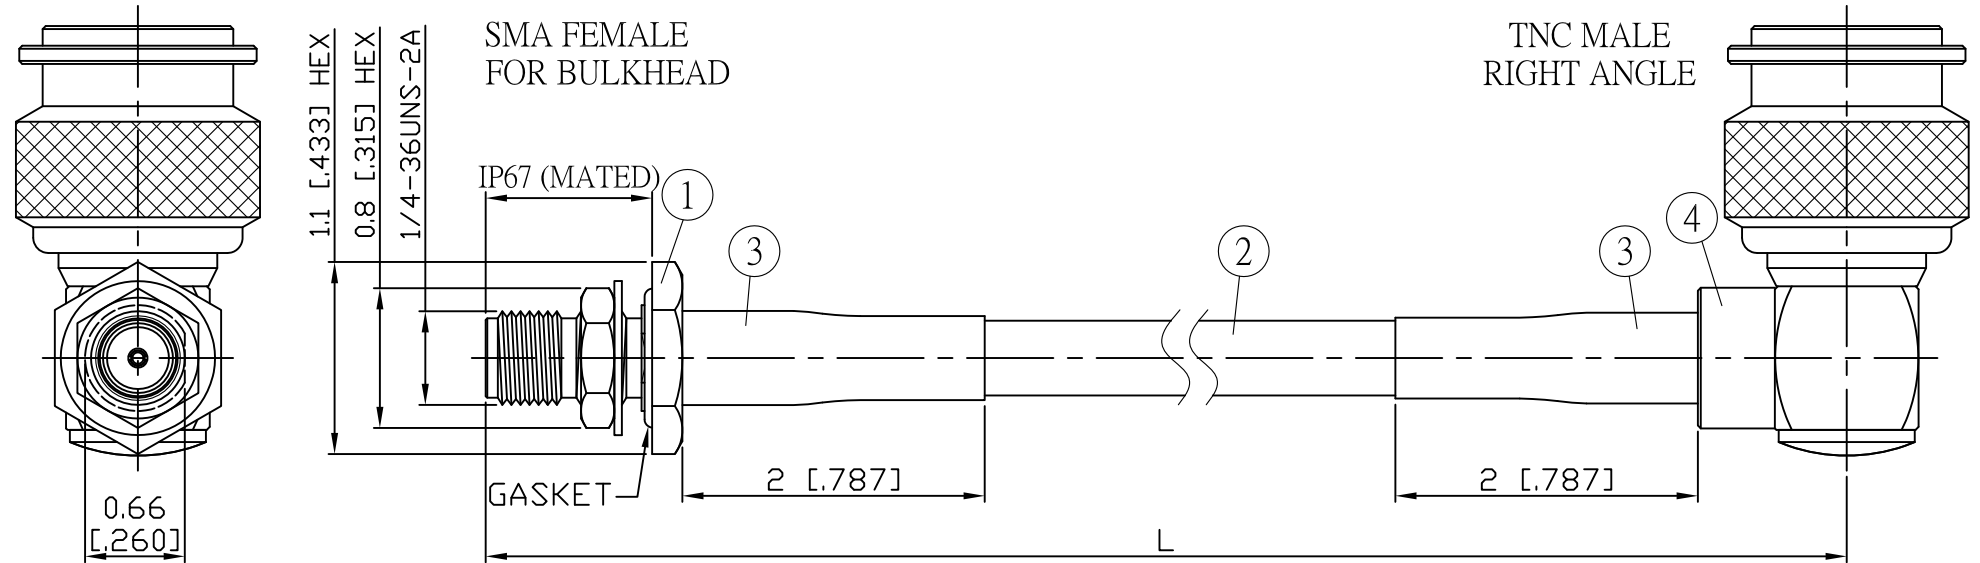 SMA FEMALE
FOR BULKHEAD
TNC MALE
RIGHT ANGLE
1.1 [.433] HEX
0.8 [.315] HEX
1/4-36UNS-2A
IP67 (MATED)
1
3
2
3
4
GASKET
2 [.787]
2 [.787]
0.66
[.260]
L